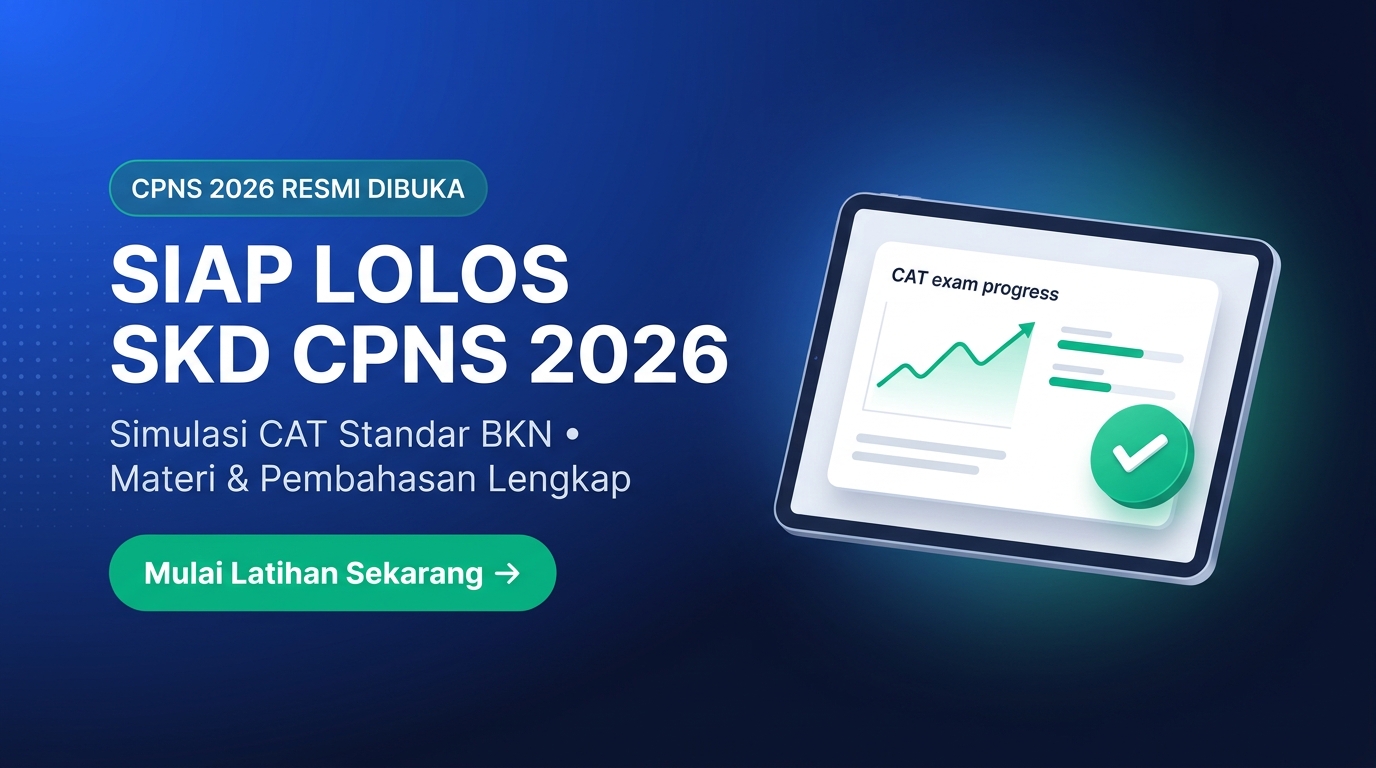 CPNS 2026 RESMI DIBUKA
SIAP LOLOS
SKD CPNS 2026
Simulasi CAT Standar BKN •
Materi & Pembahasan Lengkap
Mulai Latihan Sekarang →
CAT exam progress